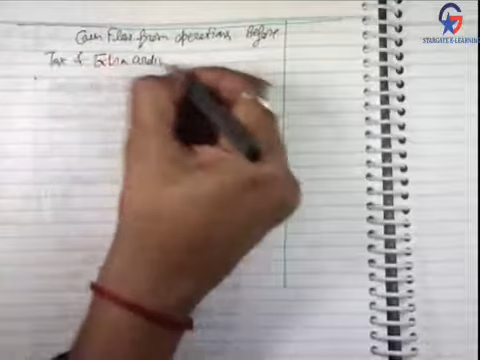 Cash Flow from operations Before
Tax & Extra ordi
STARGATE E-LEARNING